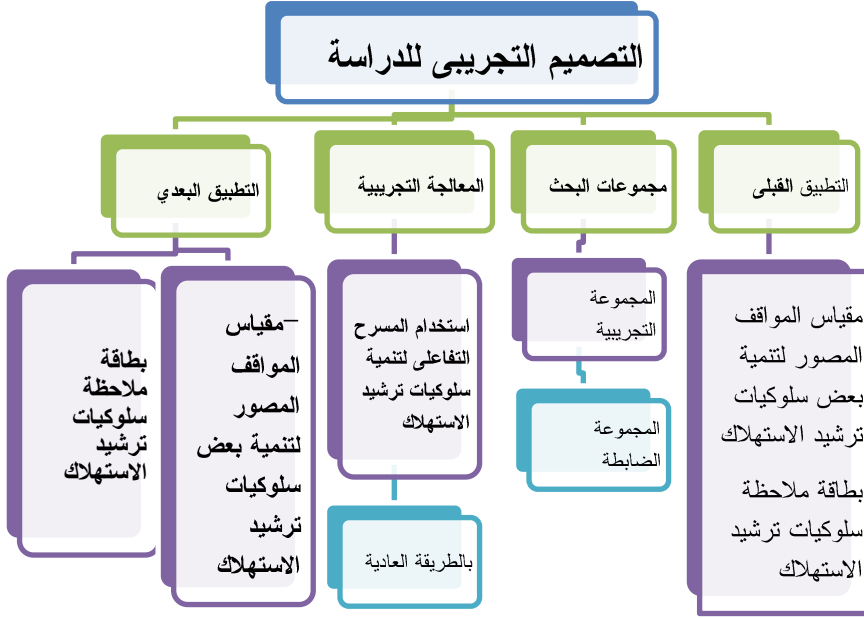 التصميم التجريبى للدراسة
التطبيق القبلى
مجموعات البحث
المعالجة التجريبية
التطبيق البعدي
مقياس المواقف
المصور لتنمية
بعض سلوكيات
ترشيد الاستهلاك
بطاقة ملاحظة
سلوكيات ترشيد
الاستهلاك
المجموعة
التجريبية
المجموعة
الضابطة
استخدام المسرح
التفاعلى لتنمية
سلوكيات ترشيد
الاستهلاك
بالطريقة العادية
–مقياس
المواقف
المصور
لتنمية بعض
سلوكيات
ترشيد
الاستهلاك
بطاقة
ملاحظة
سلوكيات
ترشيد
الاستهلاك